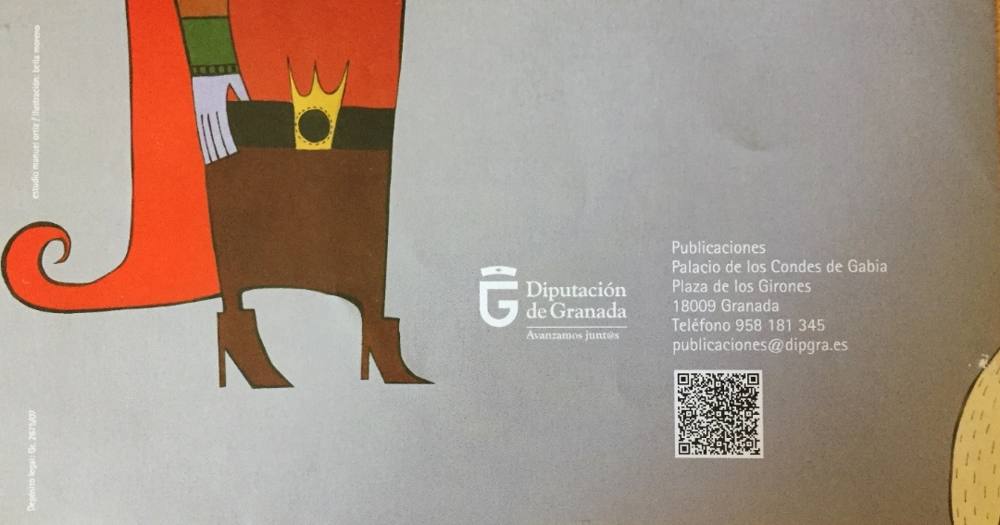 estudio manuel ortiz / ilustración: bella moreno
Depósito legal: Gr. 2675/07
Diputación
de Granada
Avanzamos junt@s
Publicaciones
Palacio de los Condes de Gabia
Plaza de los Girones
18009 Granada
Teléfono 958 181 345
publicaciones@dipgra.es